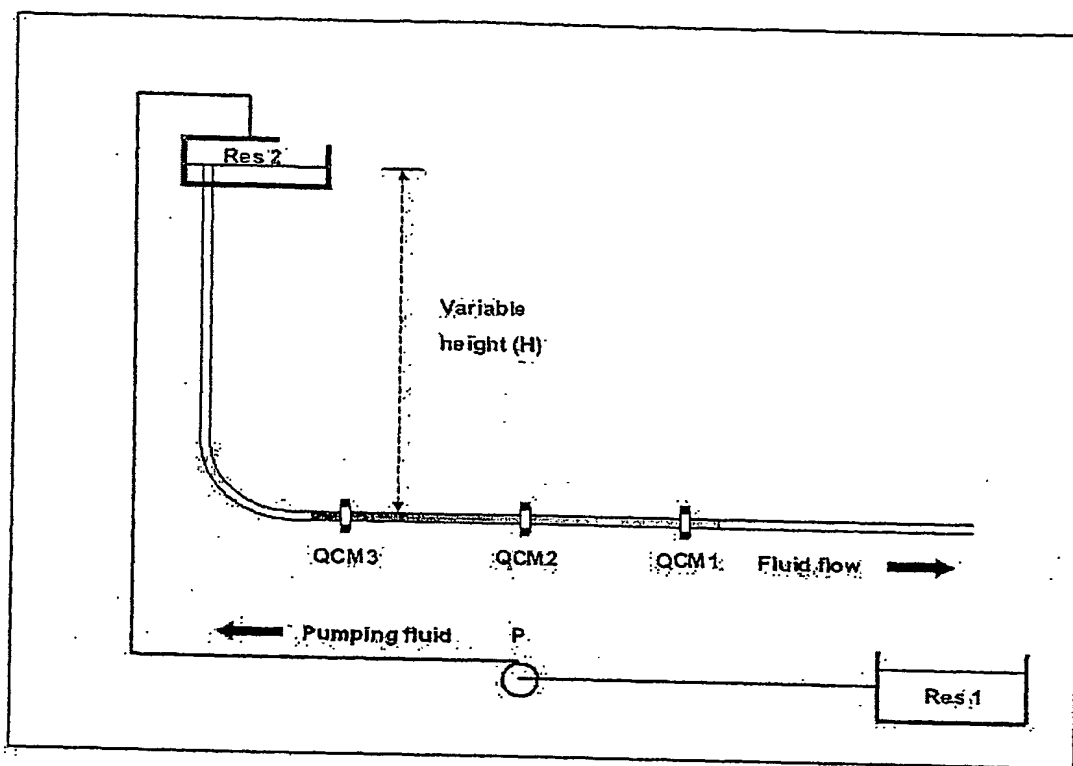 Res 2
Variable
height (H)
QCM3
QCM2
QCM1
Fluid flow
Pumping fluid
P
Res 1